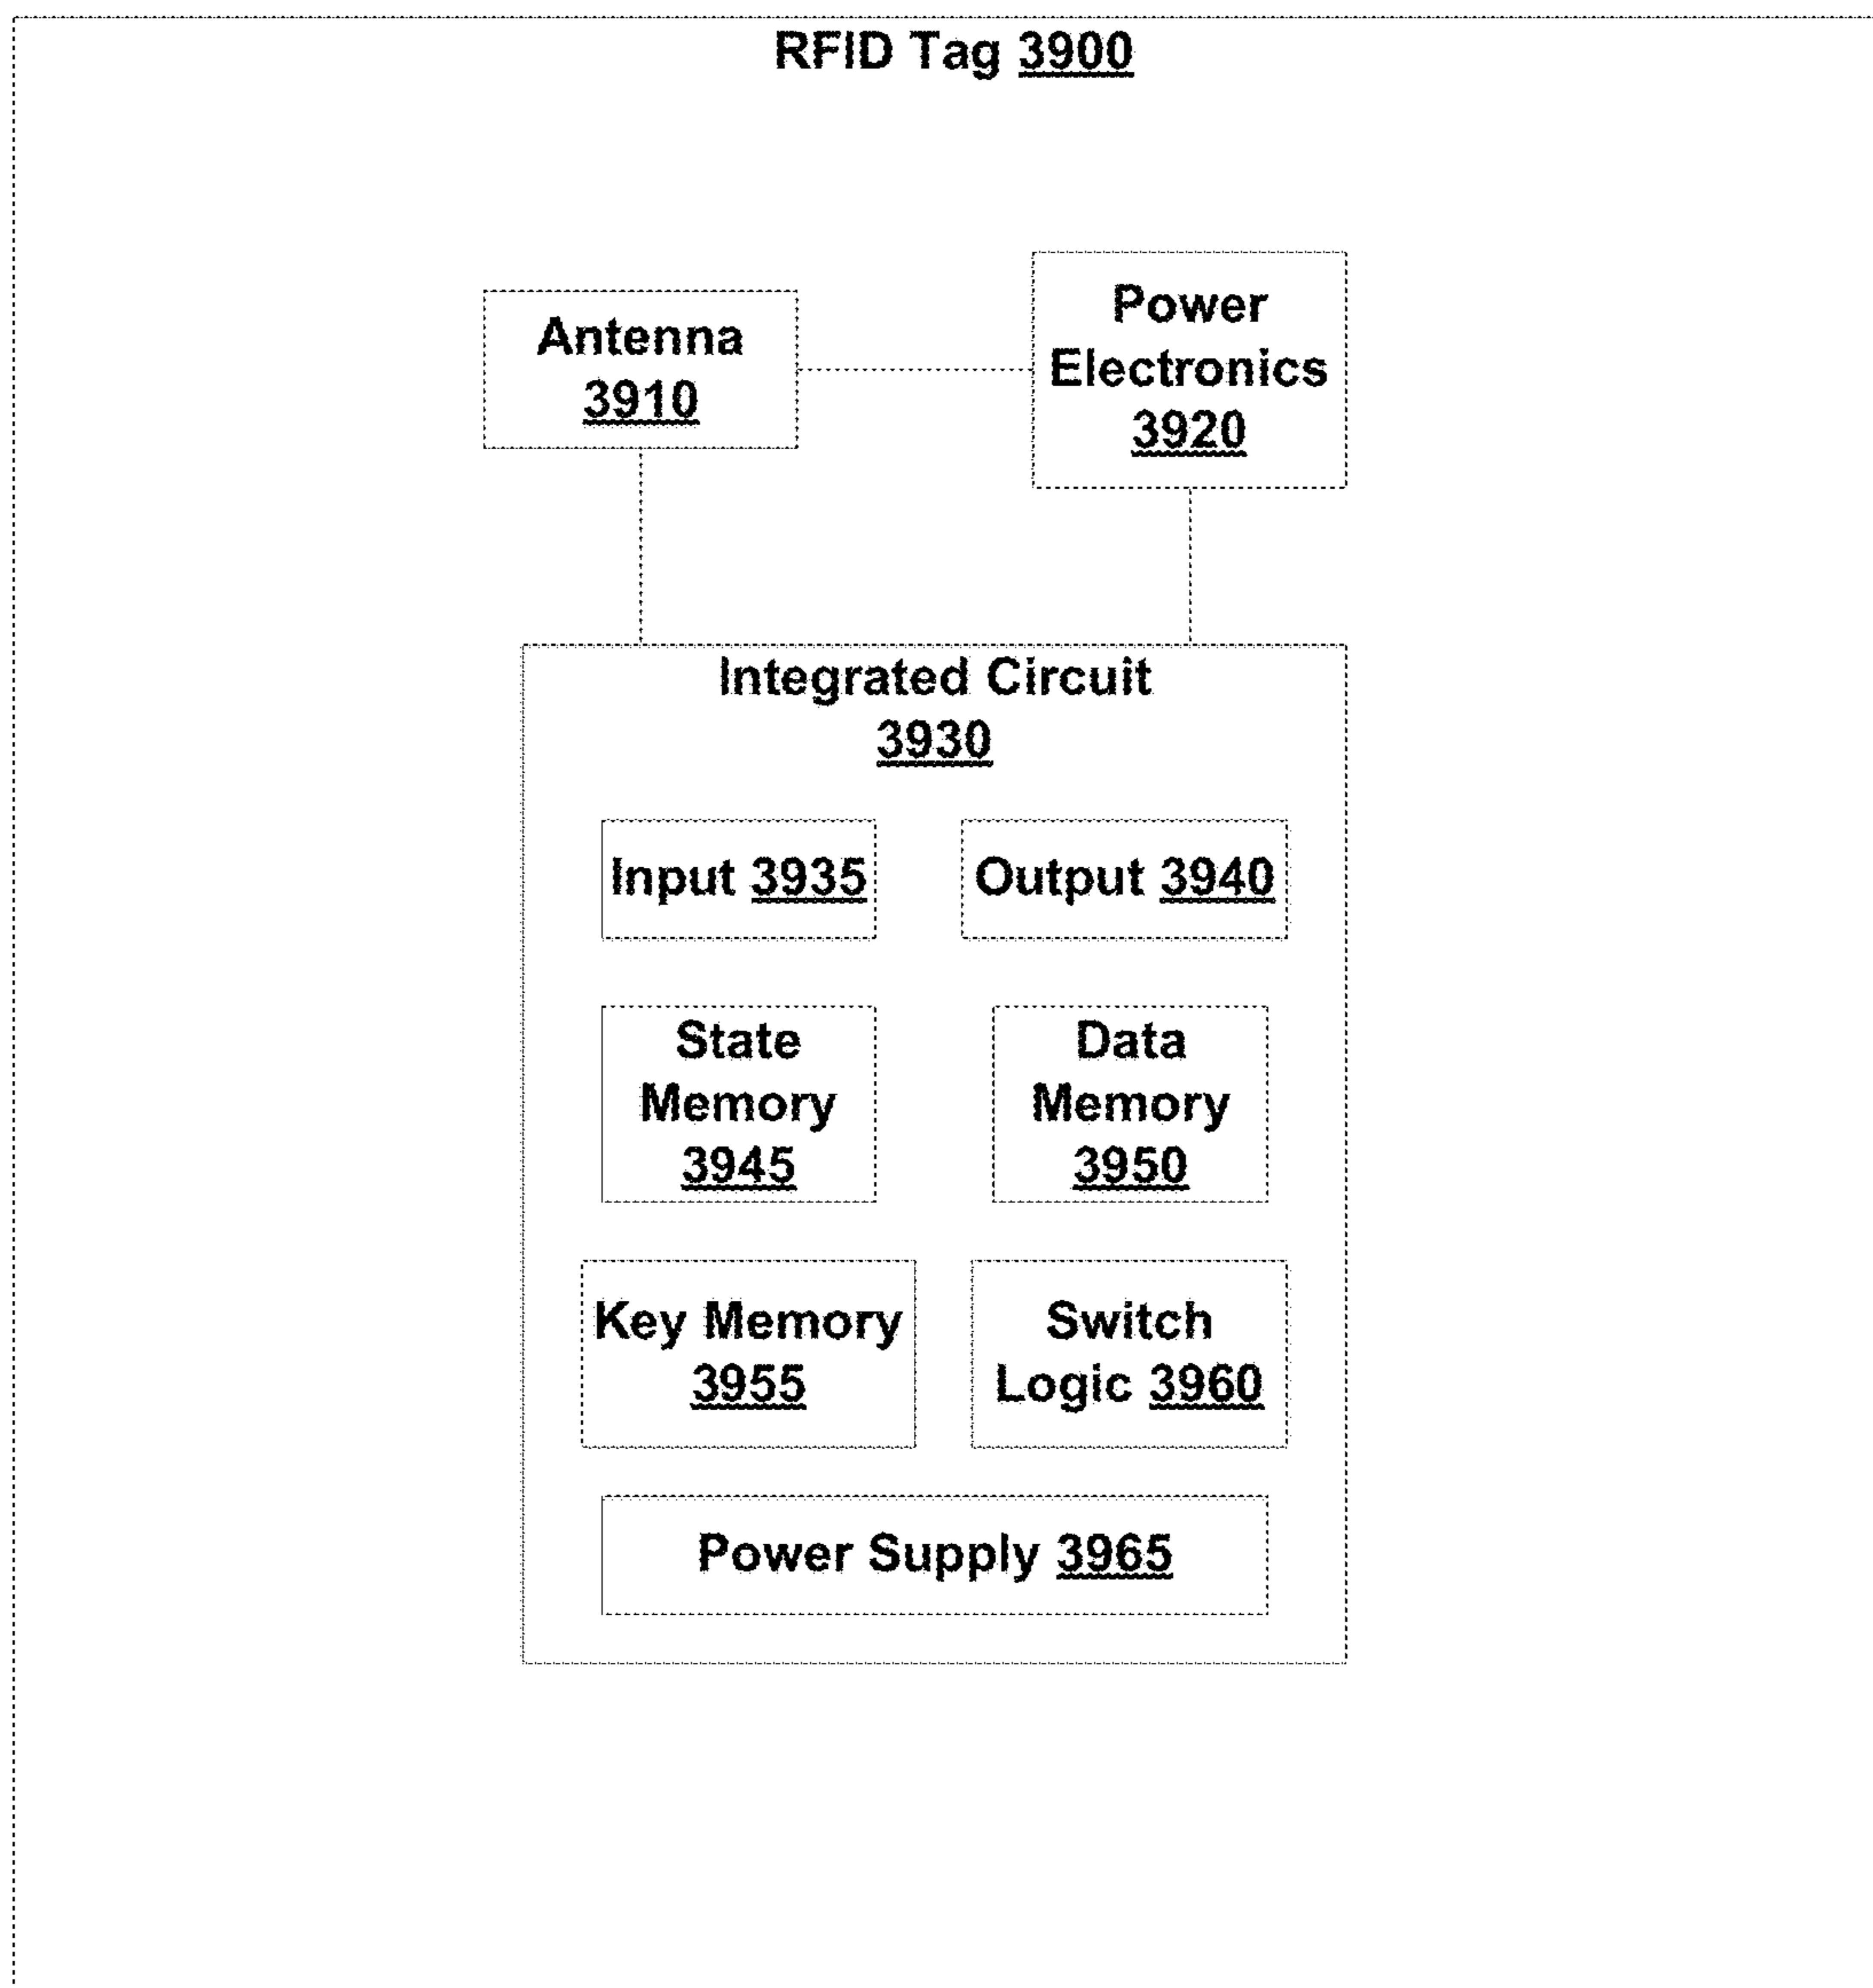 RFID Tag 3900
Antenna
3910
Power
Electronics
3920
Integrated Circuit
3930
Input 3935
Output 3940
State
Memory
3945
Data
Memory
3950
Key Memory
3955
Switch
Logic 3960
Power Supply 3965